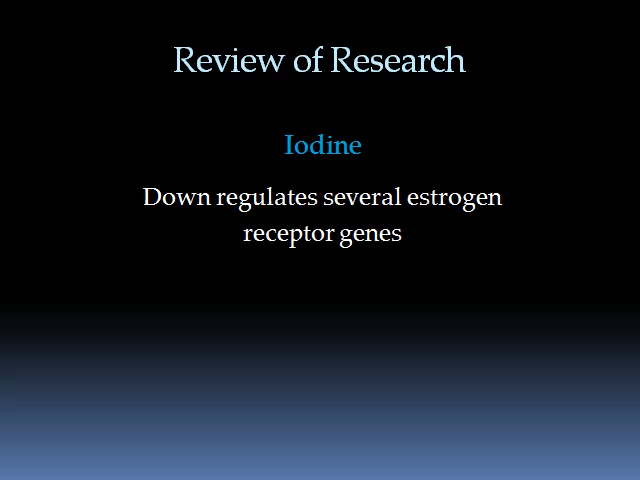 Review of Research
Iodine
Down regulates several estrogen
receptor genes